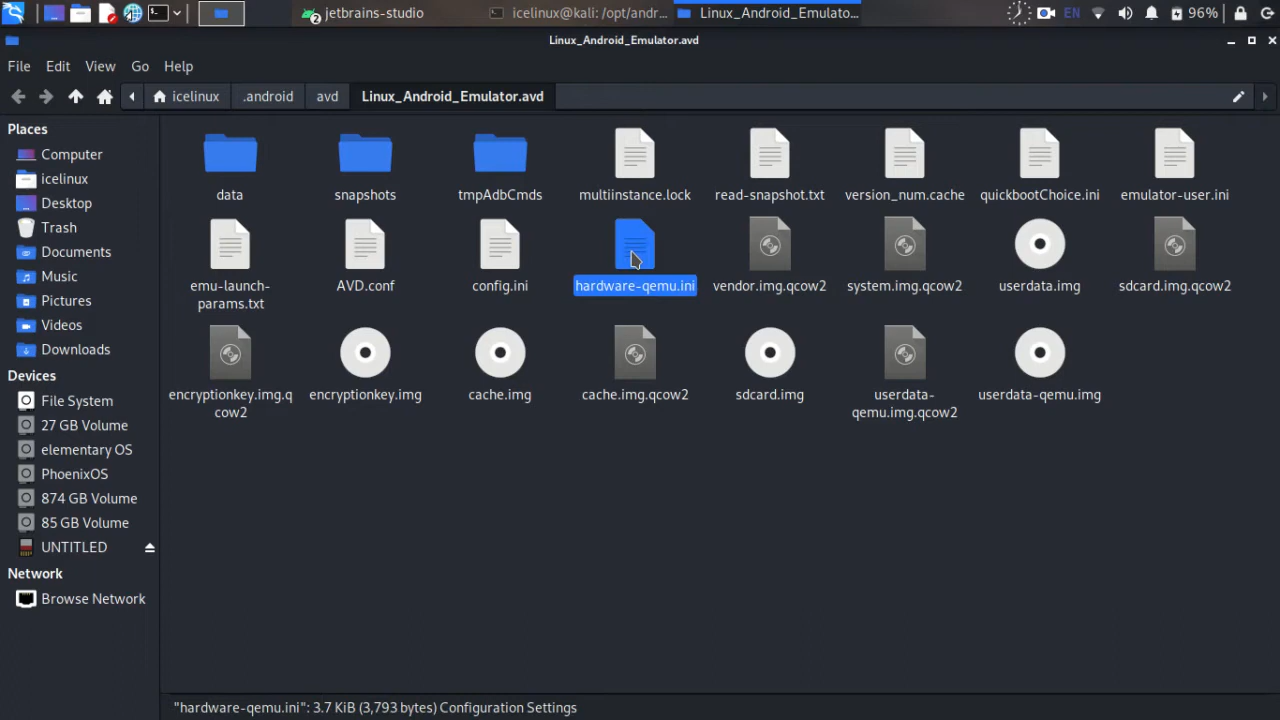 jetbrains-studio
2
icelinux@kali: /opt/andr...
Linux_Android_Emulato...
EN
96%
Linux_Android_Emulator.avd
File Edit View Go Help
icelinux .android avd Linux_Android_Emulator.avd
Places
Computer
icelinux
Desktop
Trash
Documents
Music
Pictures
Videos
Downloads
Devices
File System
27 GB Volume
elementary OS
PhoenixOS
874 GB Volume
85 GB Volume
UNTITLED
Network
Browse Network
data snapshots tmpAdbCmds multiinstance.lock read-snapshot.txt version_num.cache quickbootChoice.ini emulator-user.ini
emu-launch-
params.txt
AVD.conf config.ini hardware-qemu.ini vendor.img.qcow2 system.img.qcow2 userdata.img sdcard.img.qcow2
encryptionkey.img.q
cow2
encryptionkey.img cache.img cache.img.qcow2 sdcard.img
userdata-
qemu.img.qcow2
userdata-qemu.img
"hardware-qemu.ini": 3.7 KiB (3,793 bytes) Configuration Settings